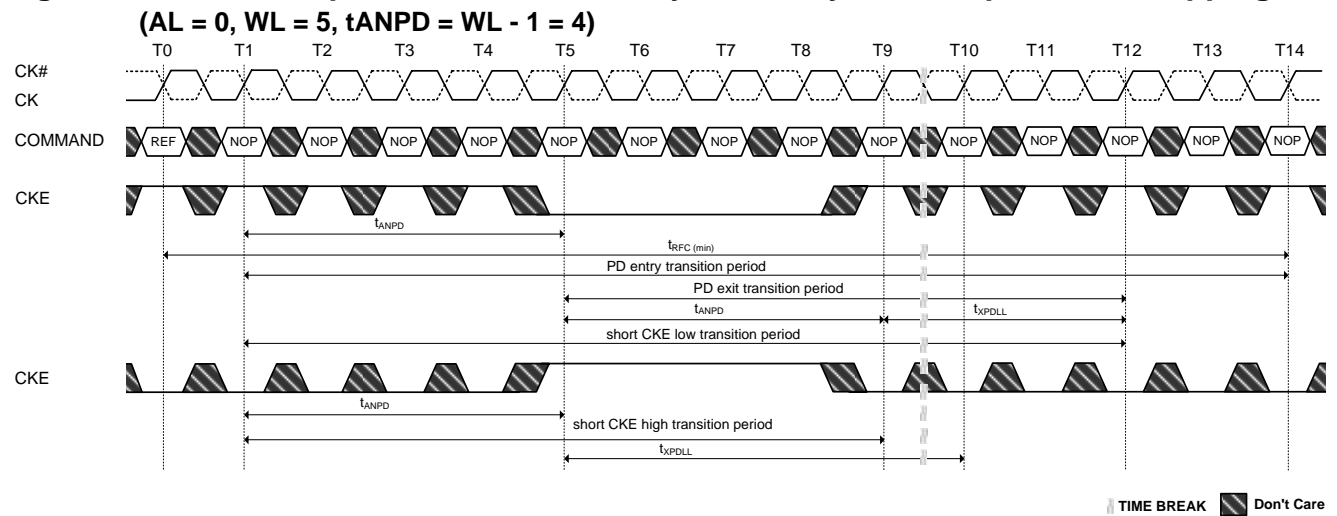 (AL = 0, WL = 5, tANPD = WL - 1 = 4)
T0 T1 T2 T3 T4 T5 T6 T7 T8 T9 T10 T11 T12 T13 T14
CK#
CK
COMMAND REF NOP NOP NOP NOP NOP NOP NOP NOP NOP NOP NOP NOP NOP NOP
CKE
tANPD
tRFC (min)
PD entry transition period
PD exit transition period
tANPD tXPDLL
short CKE low transition period
CKE
tANPD
short CKE high transition period
tXPDLL
TIME BREAK Don't Care